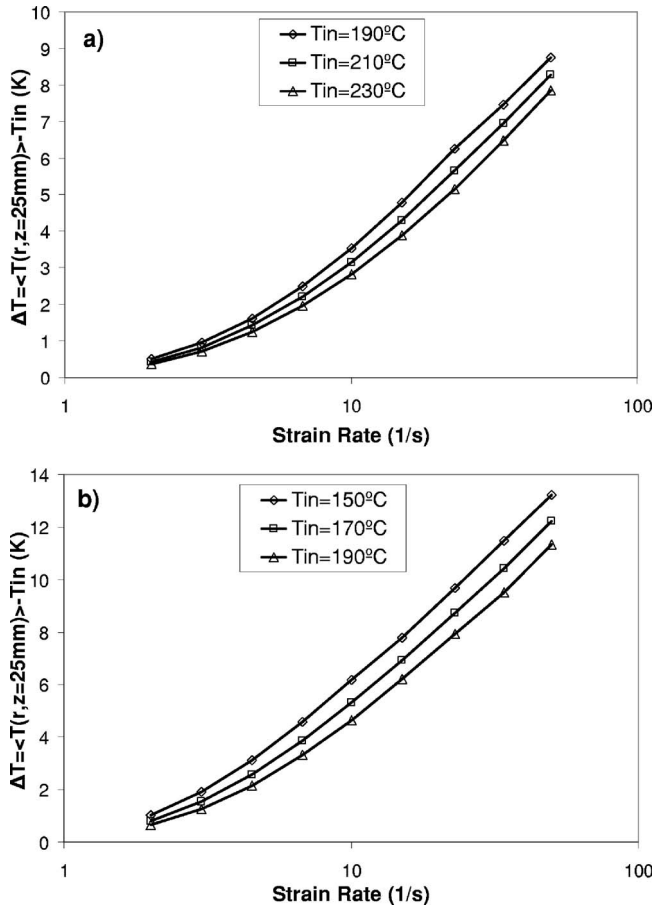 a)
Tin=190ºC
Tin=210ºC
Tin=230ºC
ΔT=<T(r,z=25mm)>-Tin (K)
10
9
8
7
6
5
4
3
2
1
0
1
10
100
Strain Rate (1/s)
b)
Tin=150ºC
Tin=170ºC
Tin=190ºC
ΔT=<T(r,z=25mm)>-Tin (K)
14
12
10
8
6
4
2
0
1
10
100
Strain Rate (1/s)